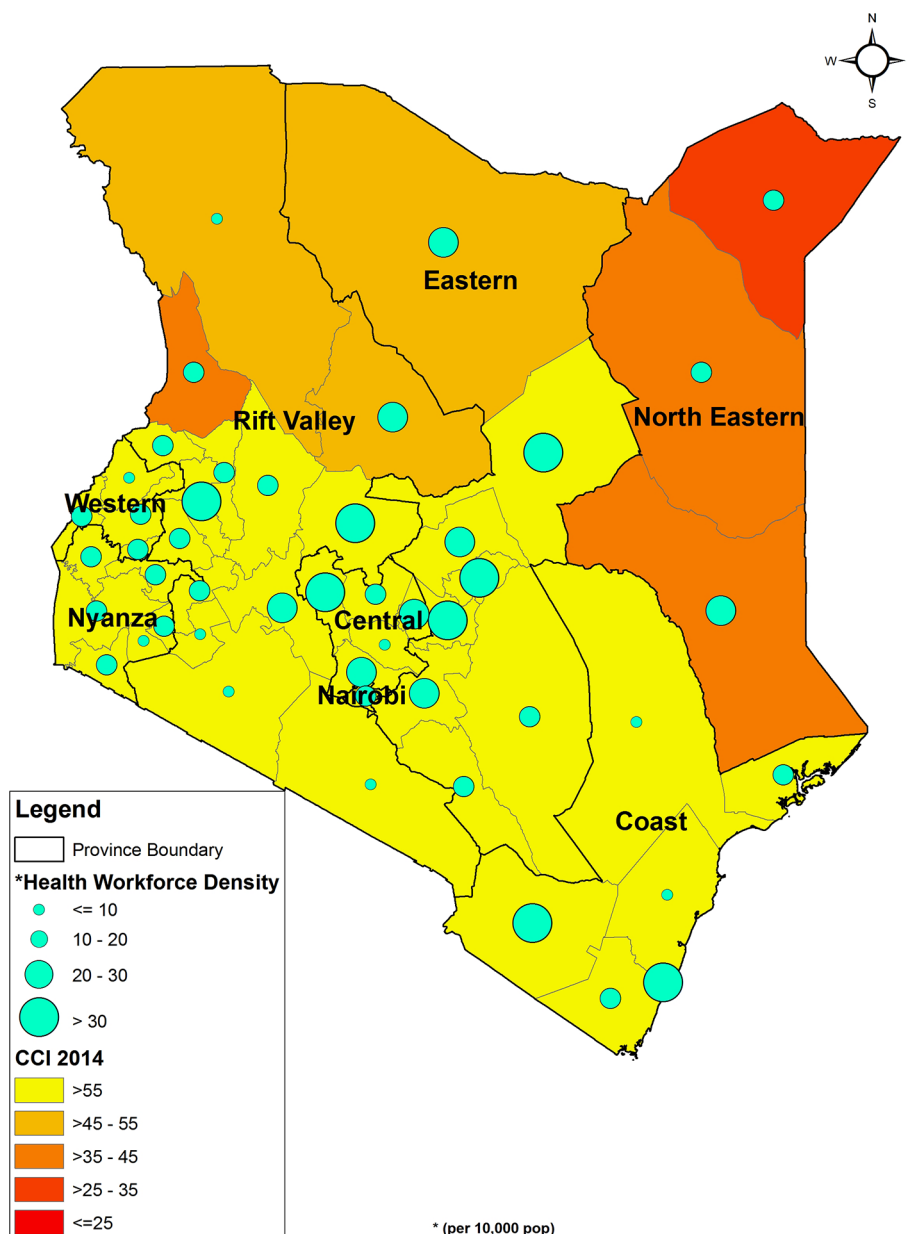 N
W
S
Eastern
Rift Valley
North Eastern
Western
Nyanza
Central
Nairobi
Coast
Legend
Province Boundary
*Health Workforce Density
<= 10
10 - 20
20 - 30
> 30
CCI 2014
>55
>45 - 55
>35 - 45
>25 - 35
<=25
* (per 10,000 pop)